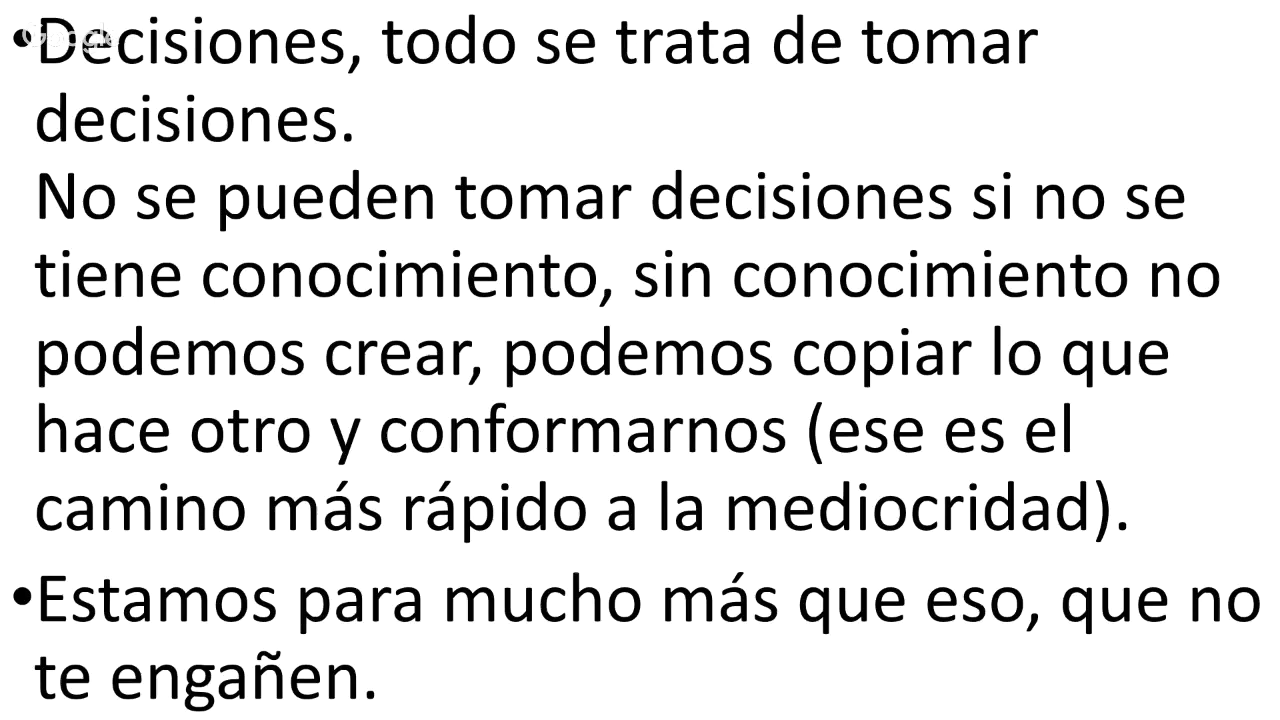 •Decisiones, todo se trata de tomar
decisiones.
No se pueden tomar decisiones si no se
tiene conocimiento, sin conocimiento no
podemos crear, podemos copiar lo que
hace otro y conformarnos (ese es el
camino más rápido a la mediocridad).
•Estamos para mucho más que eso, que no
te engañen.
Google